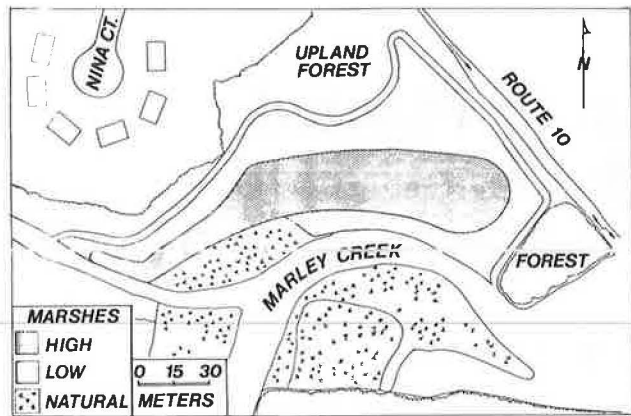 NINA CT.
UPLAND
FOREST
N
ROUTE 10
MARLEY CREEK
FOREST
MARSHES
HIGH
LOW
NATURAL
0 15 30
METERS